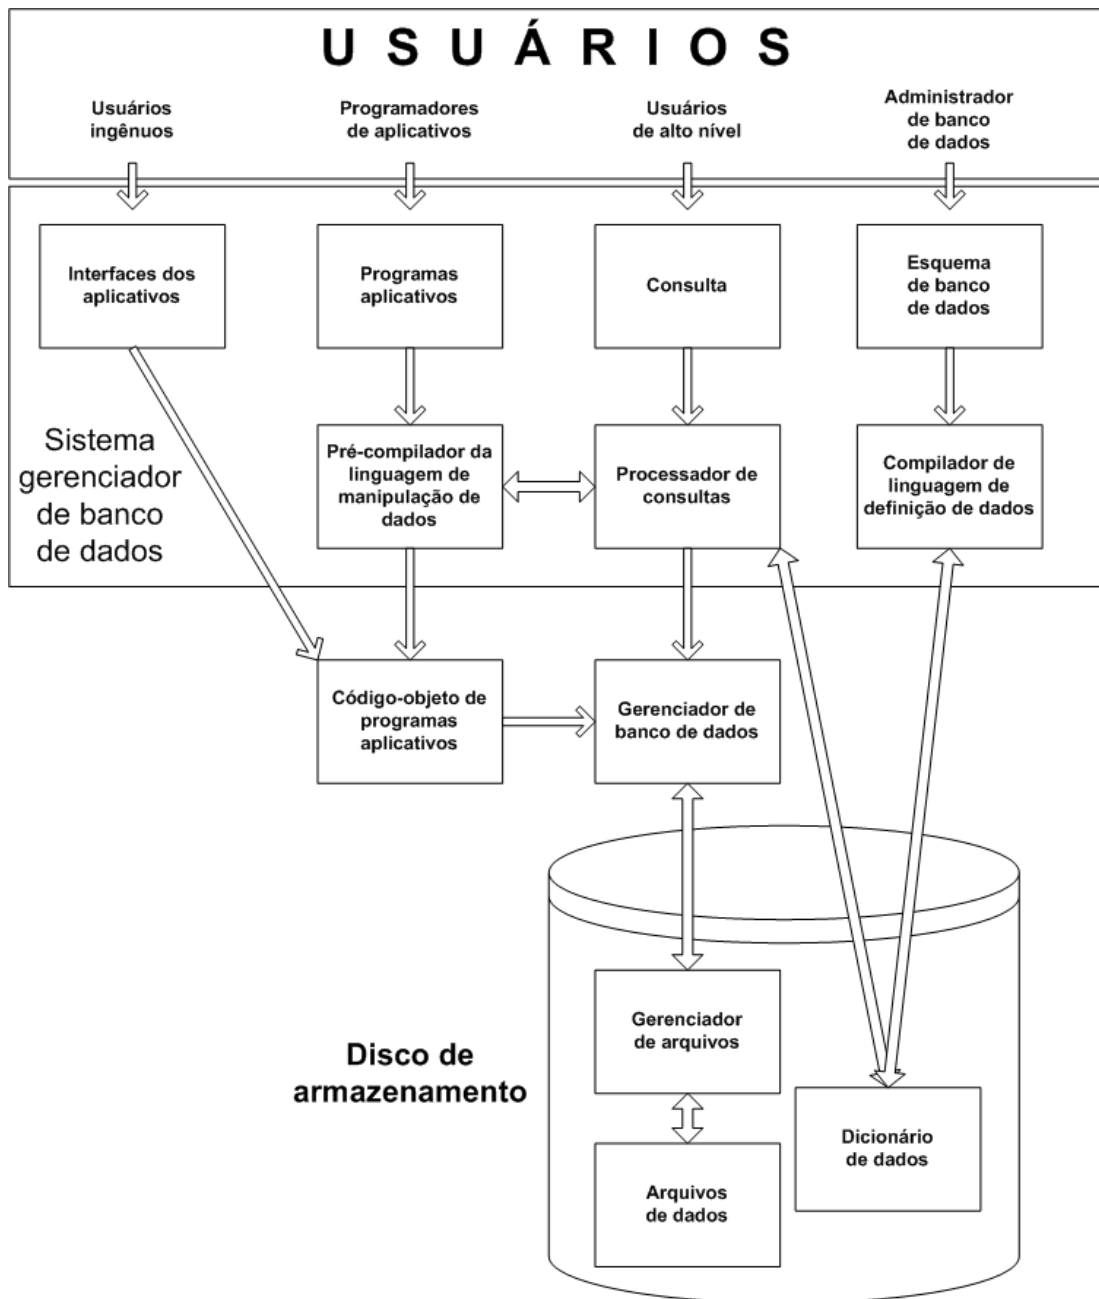 USUÁRIOS
Usuários
ingênuos
Programadores
de aplicativos
Usuários
de alto nível
Administrador
de banco
de dados
Interfaces dos
aplicativos
Programas
aplicativos
Consulta
Esquema
de banco
de dados
Sistema
gerenciador
de banco
de dados
Pré-compilador da
linguagem de
manipulação de
dados
Processador de
consultas
Compilador de
linguagem de
definição de dados
Código-objeto de
programas
aplicativos
Gerenciador de
banco de dados
Disco de
armazenamento
Gerenciador
de arquivos
Arquivos
de dados
Dicionário
de dados